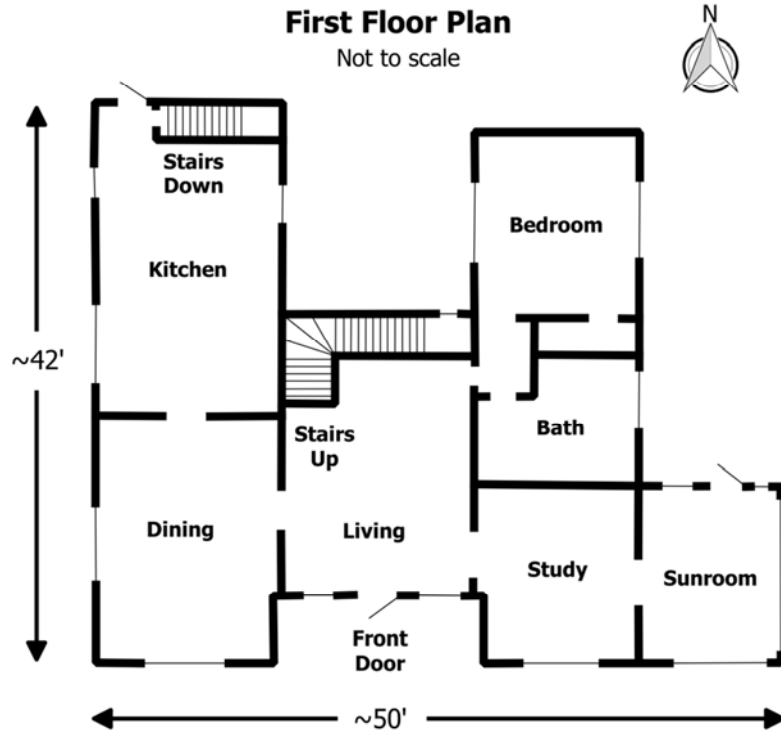 First Floor Plan
Not to scale
N
Stairs
Down
Bedroom
Kitchen
~42'
Stairs
Up
Bath
Dining
Living
Study
Sunroom
Front
Door
~50'